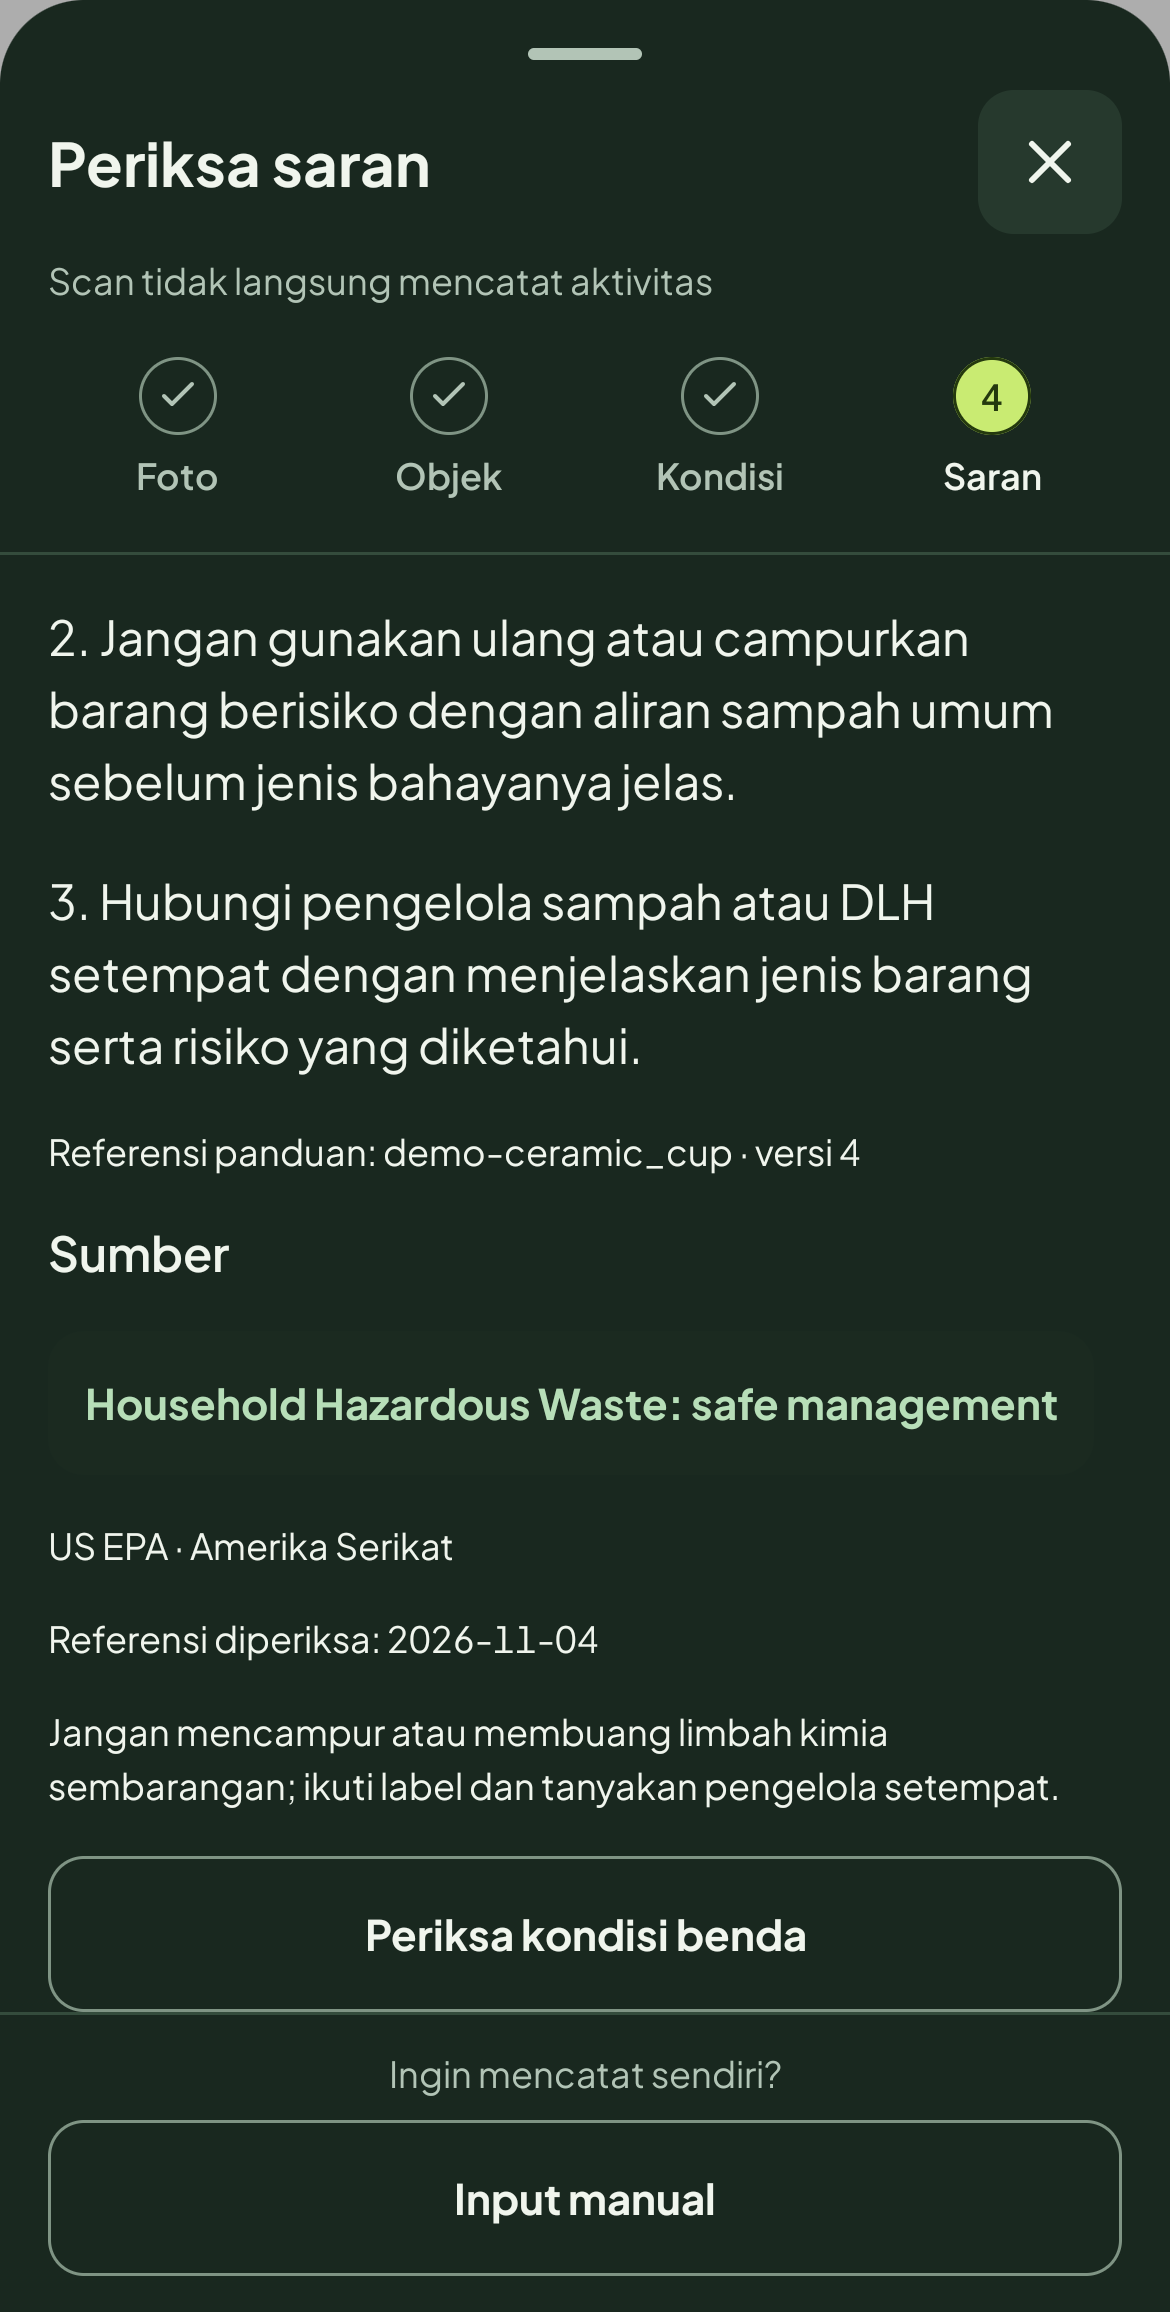 Periksa saran
Scan tidak langsung mencatat aktivitas
Foto
Objek
Kondisi
4
Saran
2. Jangan gunakan ulang atau campurkan
barang berisiko dengan aliran sampah umum
sebelum jenis bahayanya jelas.
3. Hubungi pengelola sampah atau DLH
setempat dengan menjelaskan jenis barang
serta risiko yang diketahui.
Referensi panduan: demo-ceramic_cup · versi 4
Sumber
Household Hazardous Waste: safe management
US EPA · Amerika Serikat
Referensi diperiksa: 2026-11-04
Jangan mencampur atau membuang limbah kimia
sembarangan; ikuti label dan tanyakan pengelola setempat.
Periksa kondisi benda
Ingin mencatat sendiri?
Input manual